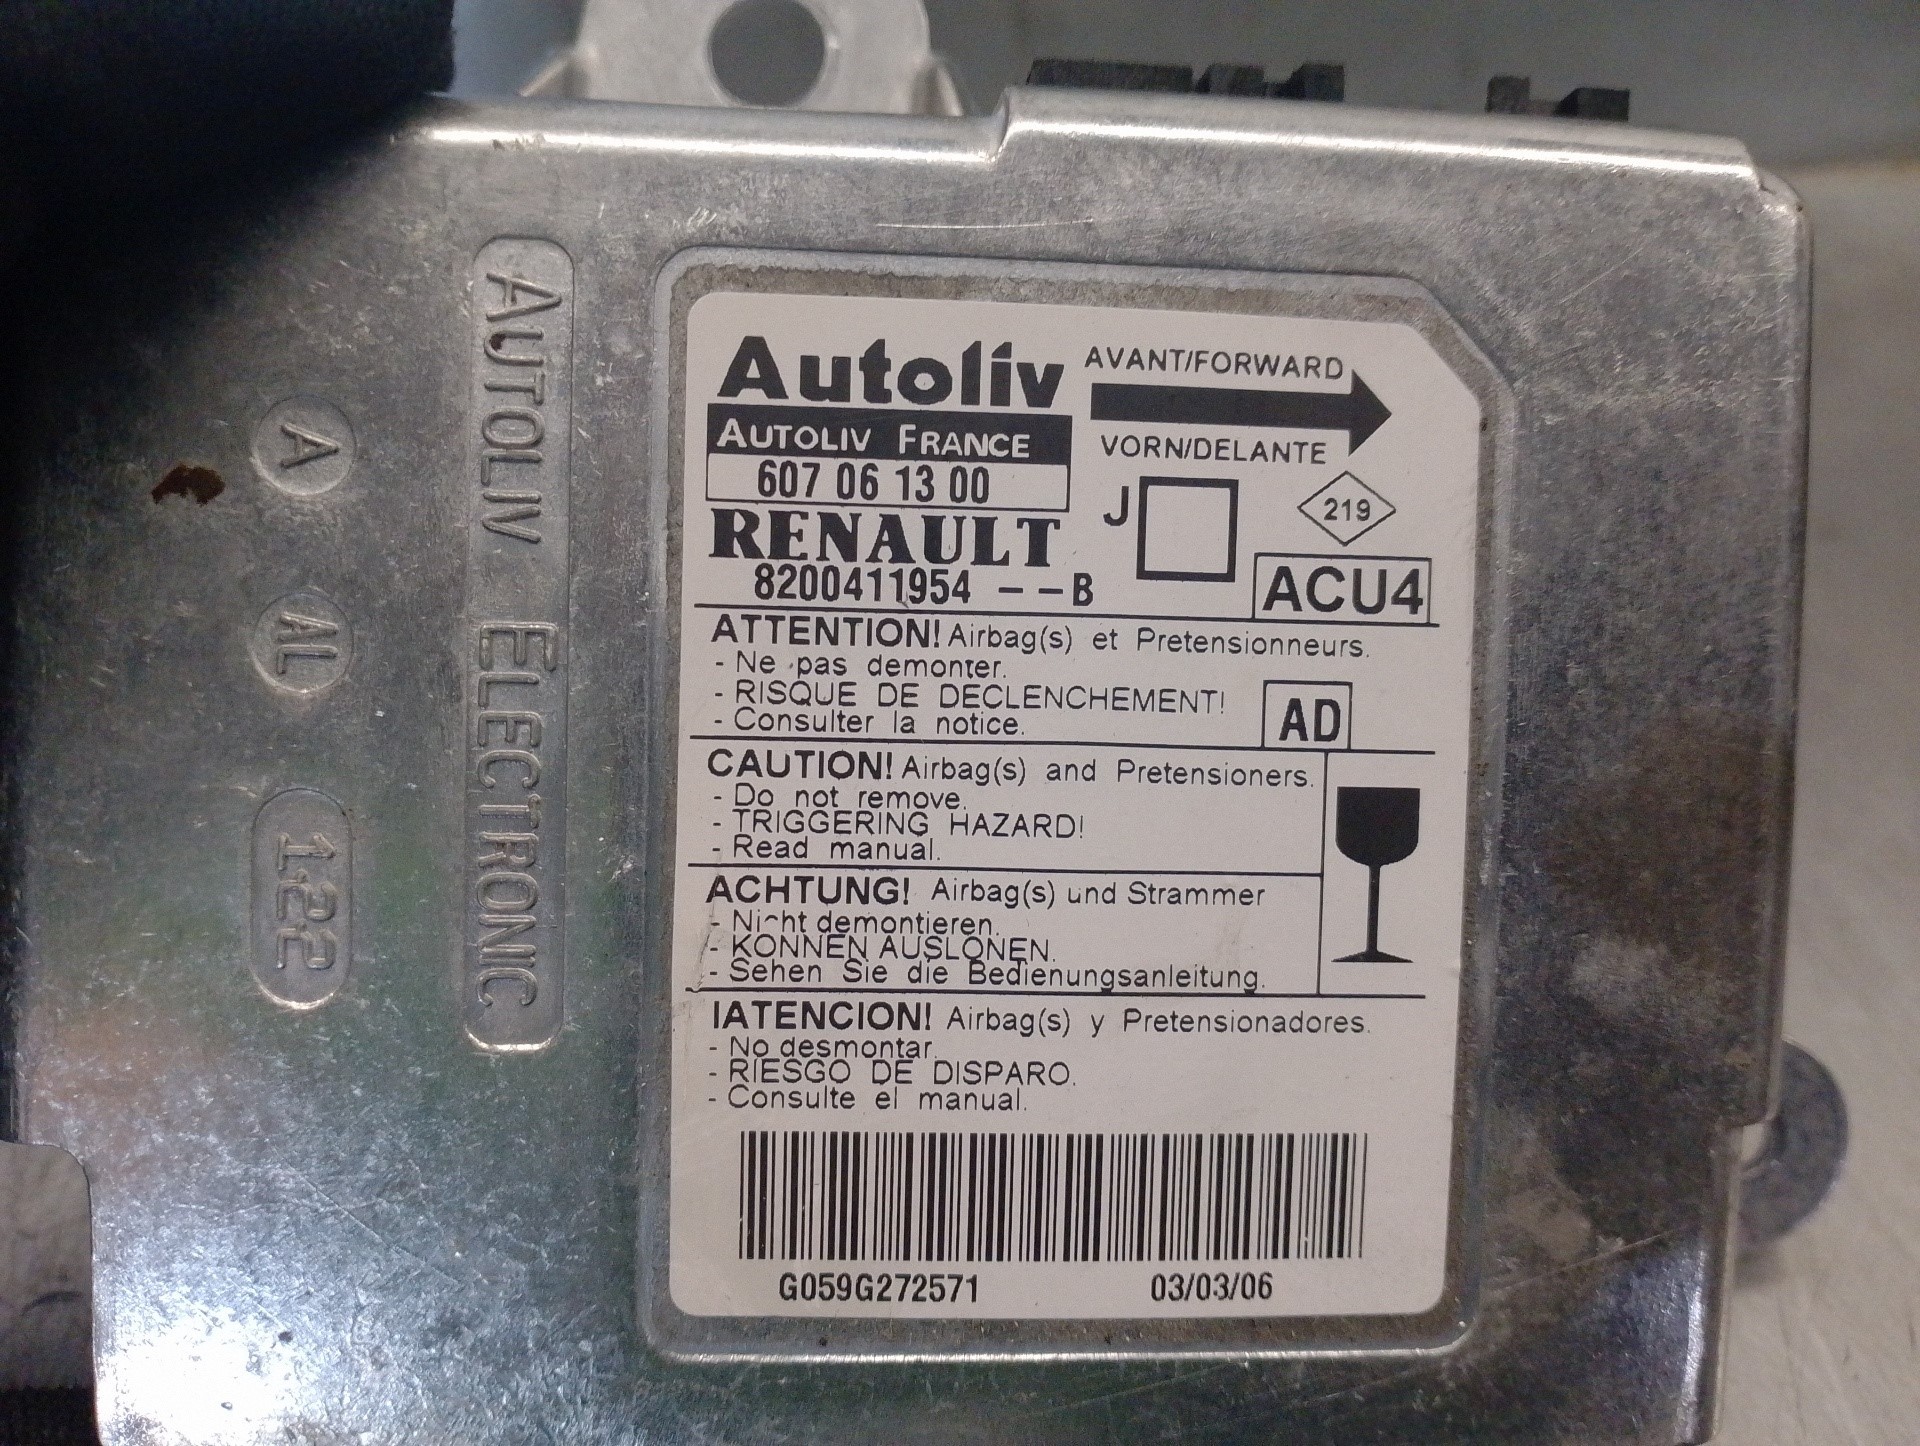 AUTOLIV ELECTRONIC
A
AL
122
Autoliv
AUTOLIV FRANCE
607 06 13 00
RENAULT
8200411954 --B
AVANT/FORWARD
VORN/DELANTE
J
219
ACU4
ATTENTION! Airbag(s) et Pretensionneurs.
- Ne pas demonter.
- RISQUE DE DECLENCHEMENT!
- Consulter la notice.
AD
CAUTION! Airbag(s) and Pretensioners.
- Do not remove.
- TRIGGERING HAZARD!
- Read manual.
ACHTUNG! Airbag(s) und Strammer
- Nicht demontieren.
- KONNEN AUSLONEN.
- Sehen Sie die Bedienungsanleitung.
IATENCION! Airbag(s) y Pretensionadores.
- No desmontar.
- RIESGO DE DISPARO.
- Consulte el manual.
G059G272571 03/03/06